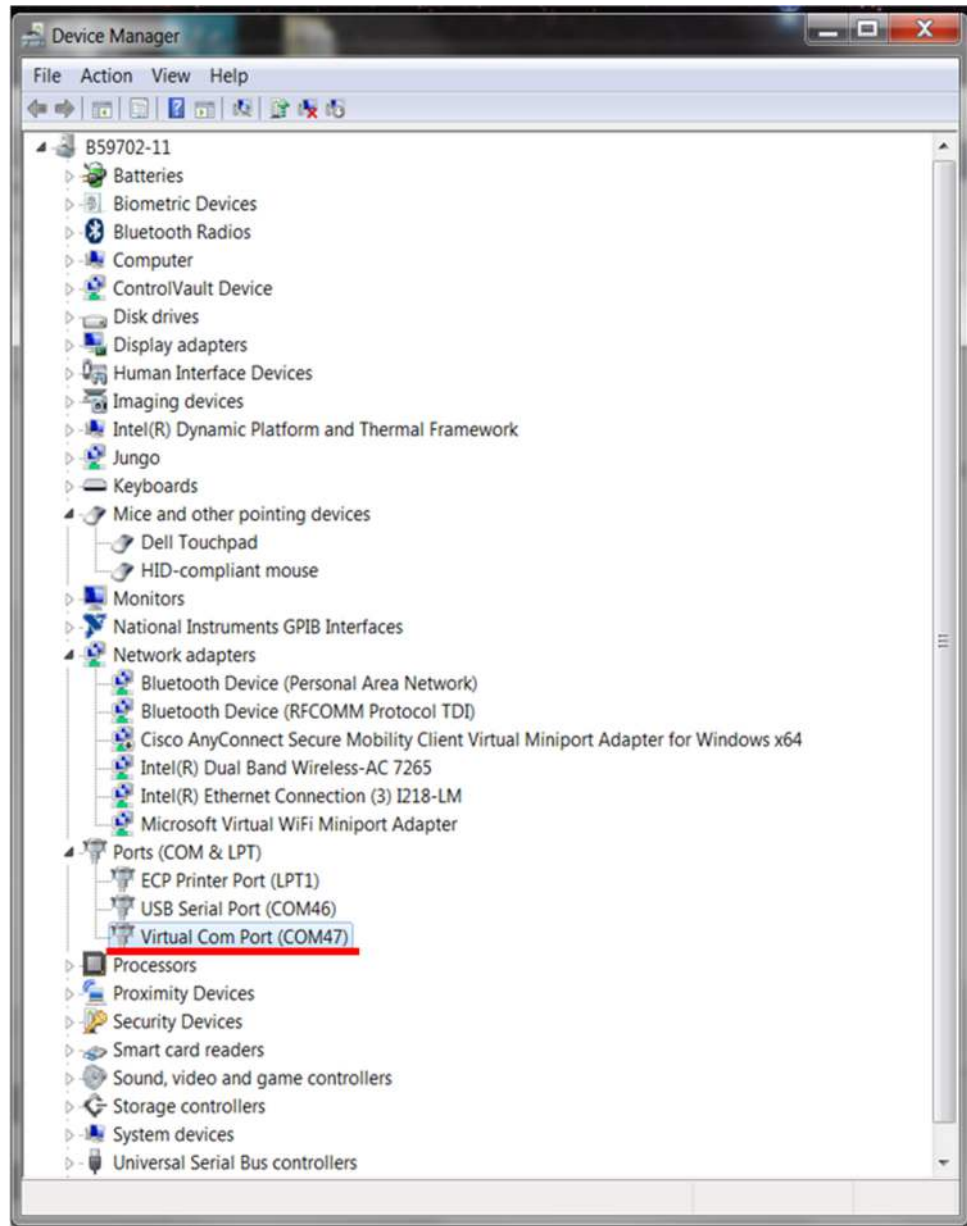 Device Manager
File Action View Help
B59702-11
Batteries
Biometric Devices
Bluetooth Radios
Computer
ControlVault Device
Disk drives
Display adapters
Human Interface Devices
Imaging devices
Intel(R) Dynamic Platform and Thermal Framework
Jungo
Keyboards
Mice and other pointing devices
Dell Touchpad
HID-compliant mouse
Monitors
National Instruments GPIB Interfaces
Network adapters
Bluetooth Device (Personal Area Network)
Bluetooth Device (RFCOMM Protocol TDI)
Cisco AnyConnect Secure Mobility Client Virtual Miniport Adapter for Windows x64
Intel(R) Dual Band Wireless-AC 7265
Intel(R) Ethernet Connection (3) I218-LM
Microsoft Virtual WiFi Miniport Adapter
Ports (COM & LPT)
ECP Printer Port (LPT1)
USB Serial Port (COM46)
Virtual Com Port (COM47)
Processors
Proximity Devices
Security Devices
Smart card readers
Sound, video and game controllers
Storage controllers
System devices
Universal Serial Bus controllers